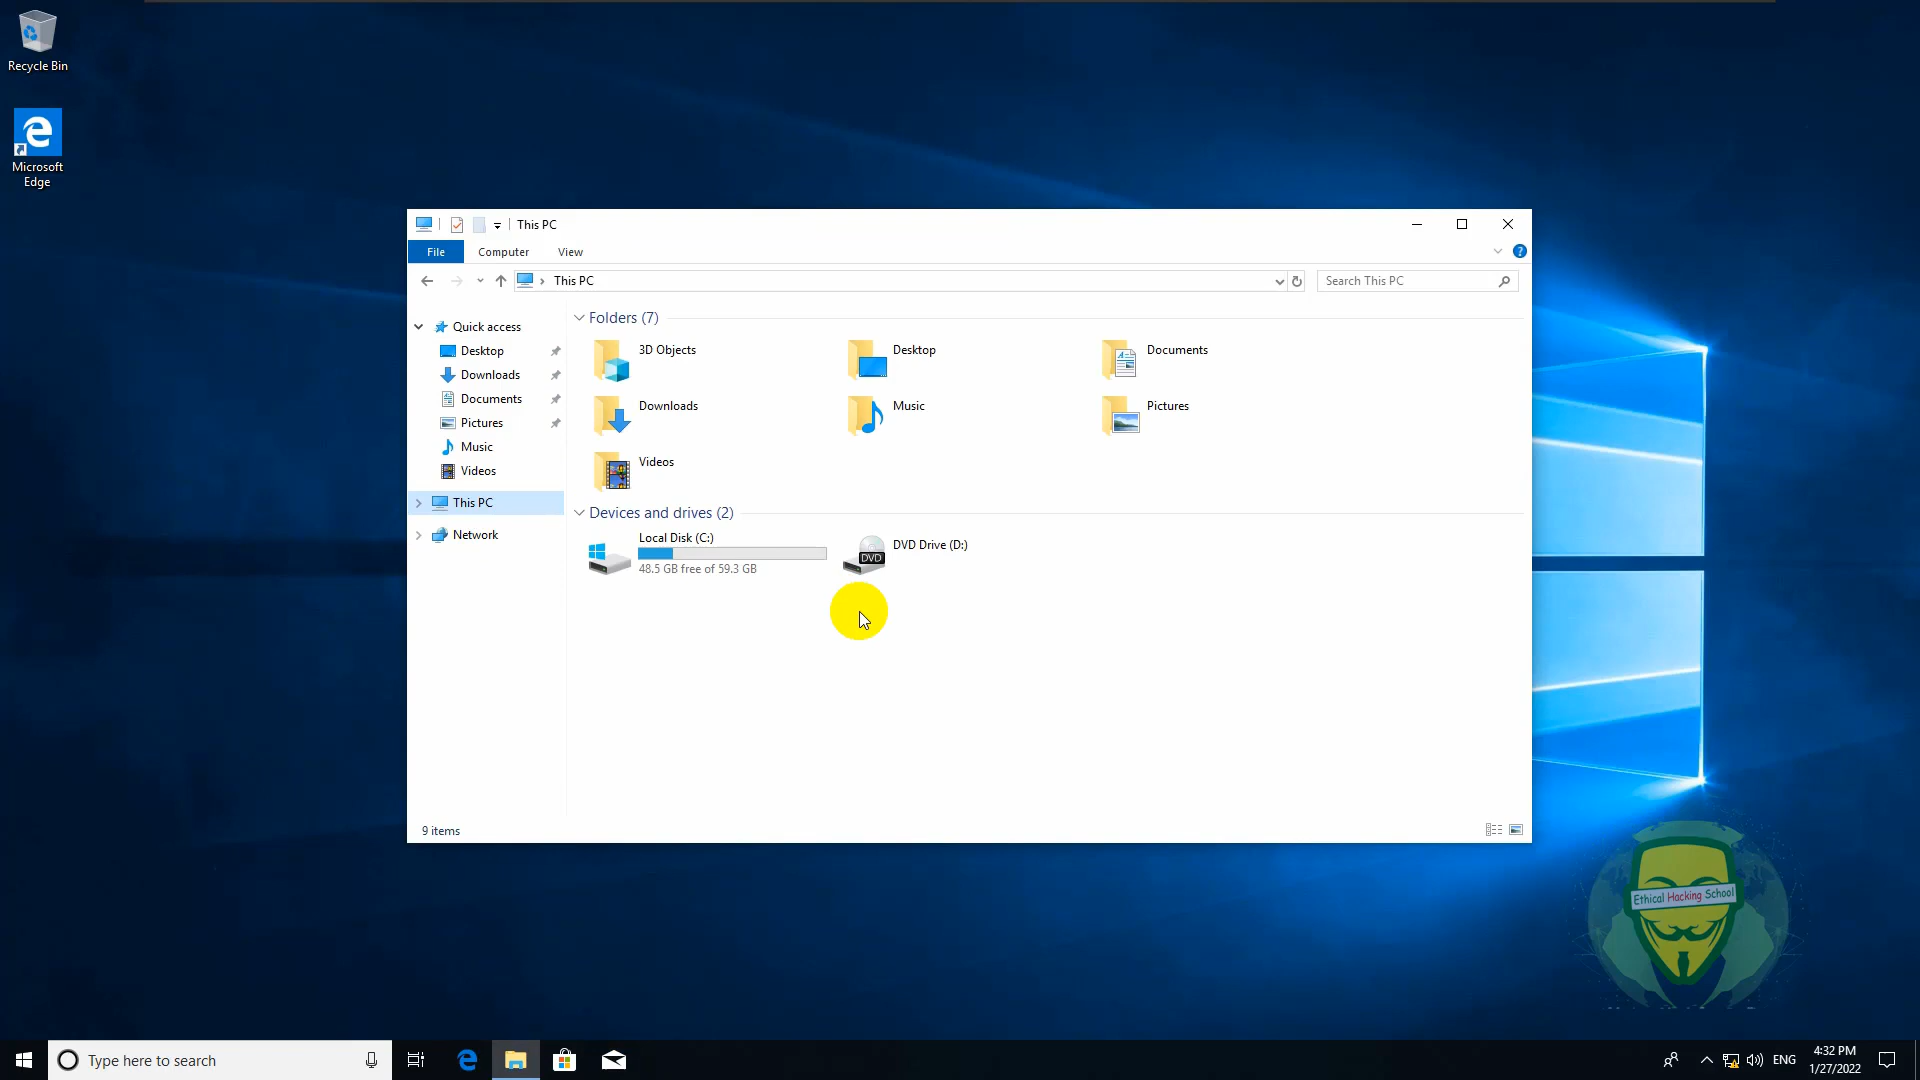 Recycle Bin
Microsoft
Edge
This PC
File
Computer
View
This PC
Search This PC
Quick access
Desktop
Downloads
Documents
Pictures
Music
Videos
This PC
Network
Folders (7)
3D Objects
Desktop
Documents
Downloads
Music
Pictures
Videos
Devices and drives (2)
Local Disk (C:)
48.5 GB free of 59.3 GB
DVD
DVD Drive (D:)
9 items
Ethical Hacking School
Type here to search
ENG
4:32 PM
1/27/2022